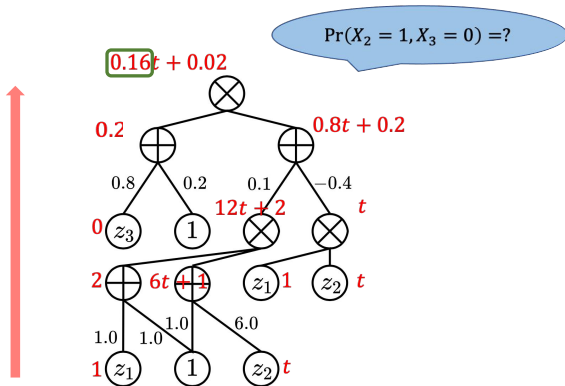 Pr(X₂ = 1, X₃ = 0) =?
0.16t + 0.02
0.2
0.8t + 0.2
0.8
0.2
0.1
−0.4
12t + 2
t
0
z₃
1
2
6t + 1
z₁
1
z₂
t
1.0
1.0
1.0
6.0
1
z₁
1
z₂
t